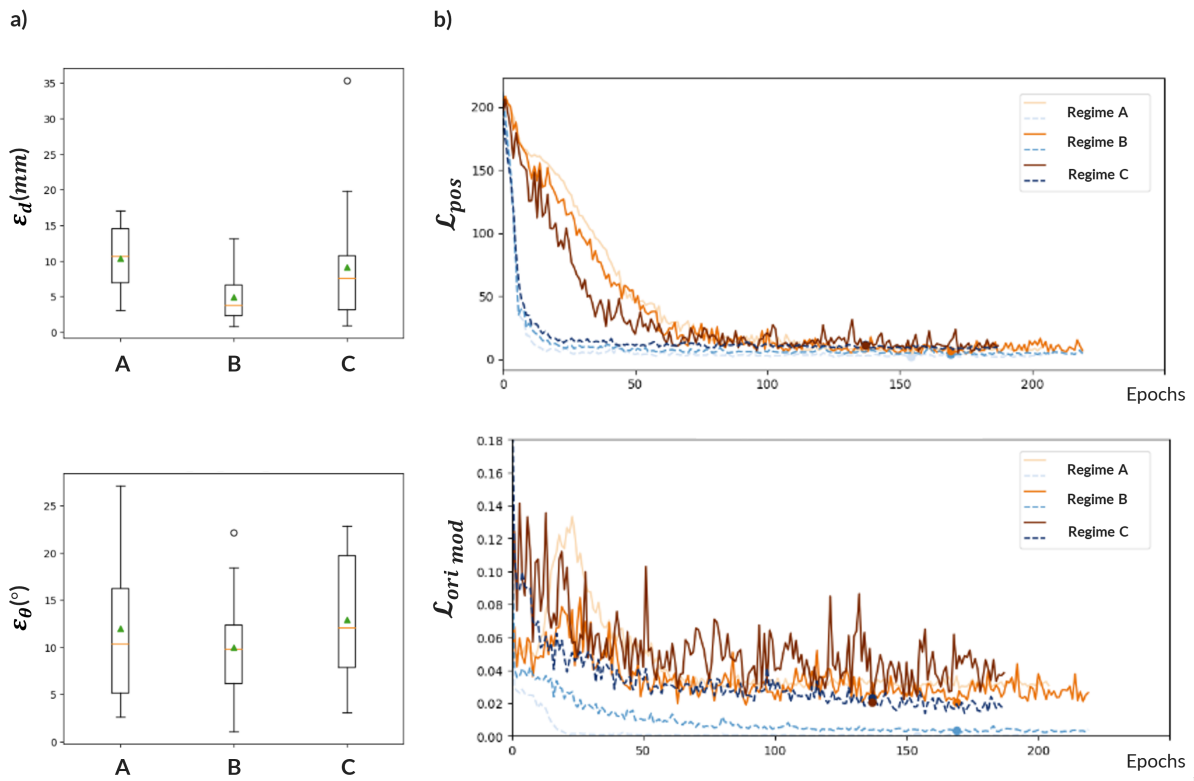 a)
b)
ε_d(mm)
35
30
25
20
15
10
5
0
A B C
ℒ_pos
200
150
100
50
0
Regime A
Regime B
Regime C
0 50 100 150 200
Epochs
ε_θ(°)
25
20
15
10
5
0
A B C
ℒ_ori mod
0.18
0.16
0.14
0.12
0.10
0.08
0.06
0.04
0.02
0.00
Regime A
Regime B
Regime C
0 50 100 150 200
Epochs